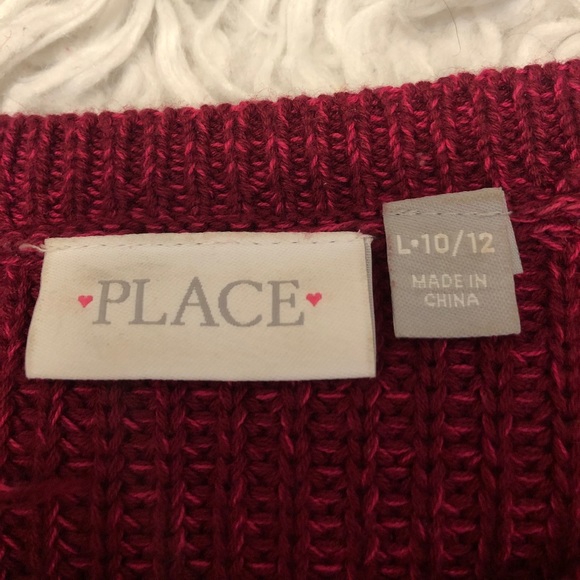 ♥PLACE♥
L•10/12
MADE IN
CHINA